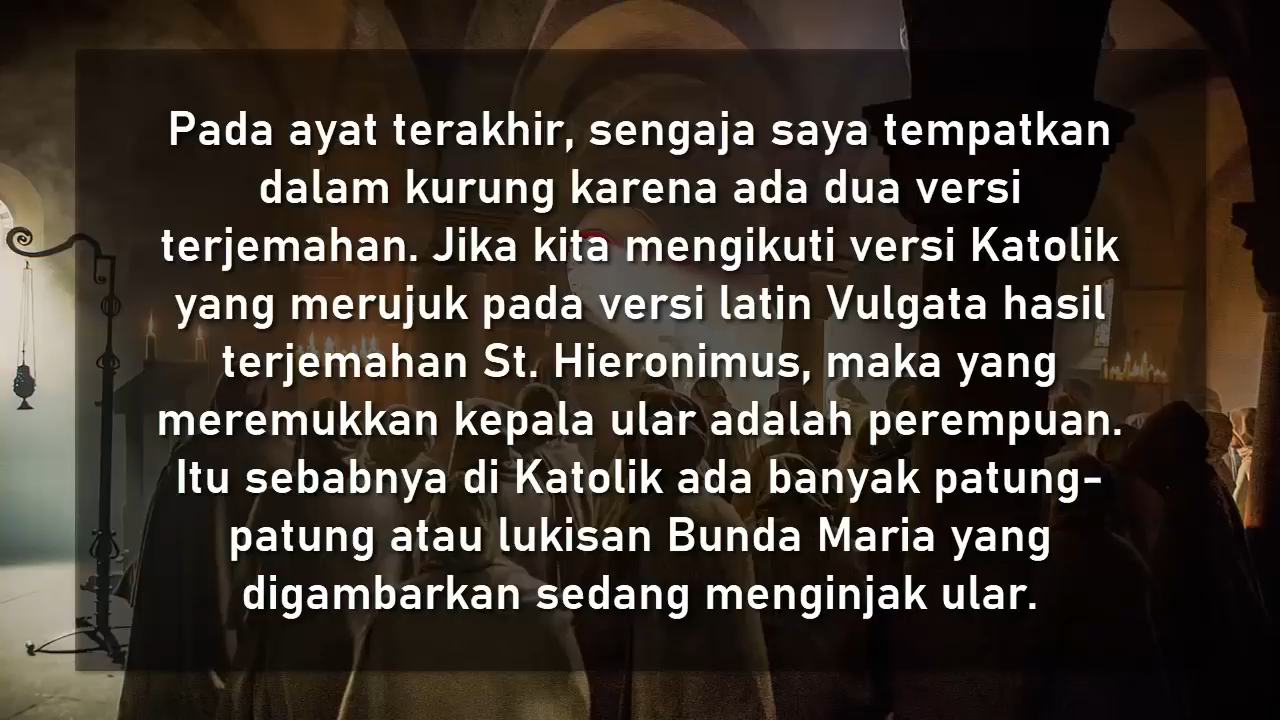 Pada ayat terakhir, sengaja saya tempatkan
dalam kurung karena ada dua versi
terjemahan. Jika kita mengikuti versi Katolik
yang merujuk pada versi latin Vulgata hasil
terjemahan St. Hieronimus, maka yang
meremukkan kepala ular adalah perempuan.
Itu sebabnya di Katolik ada banyak patung-
patung atau lukisan Bunda Maria yang
digambarkan sedang menginjak ular.